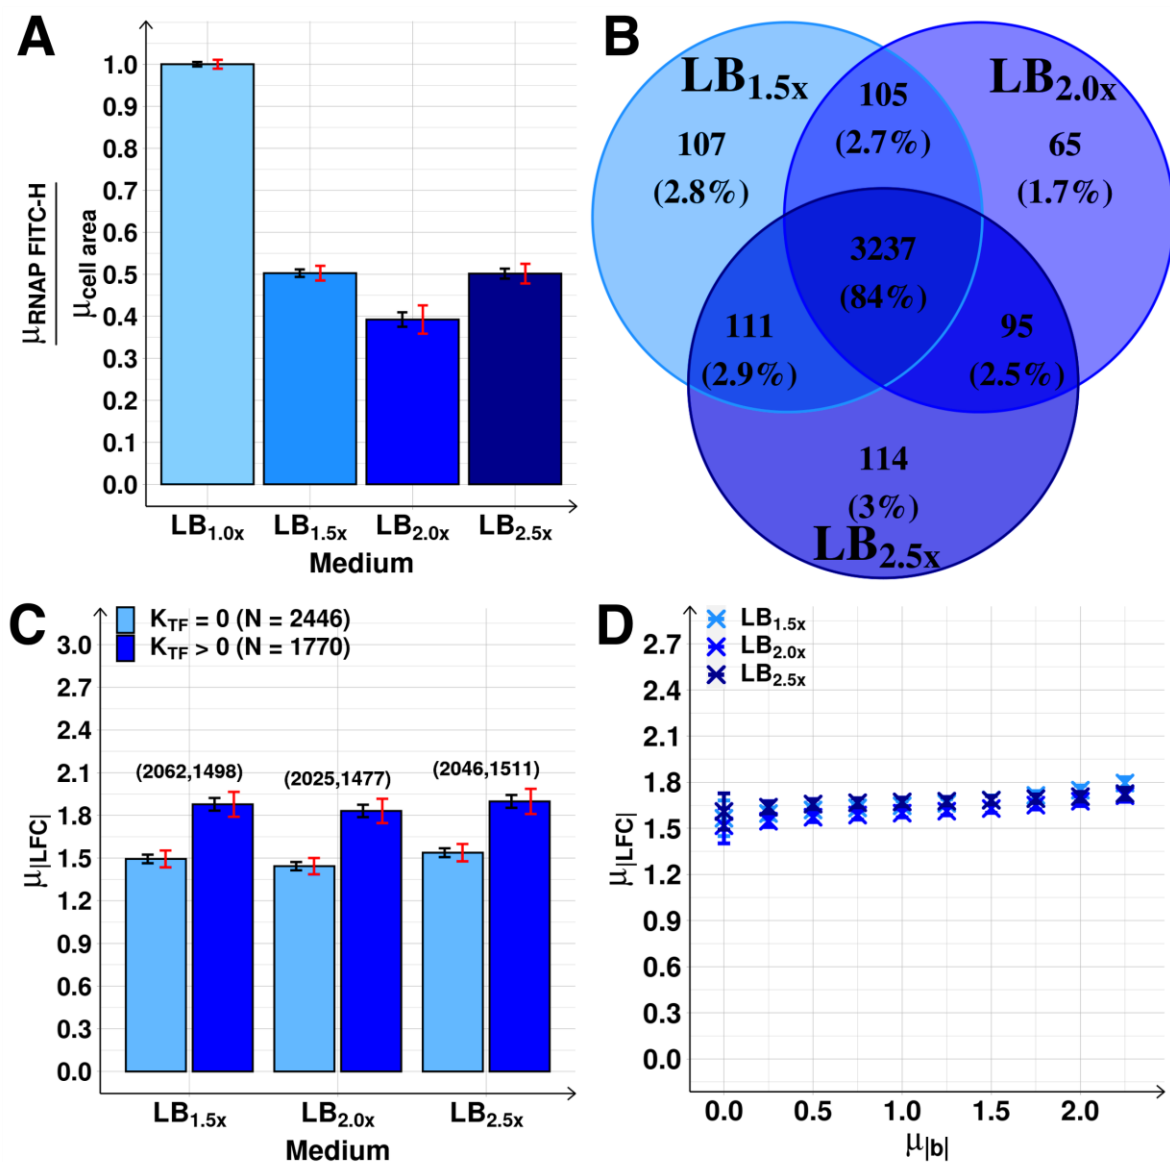 A
μRNAP FITC-H
μcell area
1.0
0.9
0.8
0.7
0.6
0.5
0.4
0.3
0.2
0.1
0.0
LB1.0x LB1.5x LB2.0x LB2.5x
Medium
B
LB1.5x
LB2.0x
105
(2.7%)
107
(2.8%)
65
(1.7%)
3237
(84%)
111
(2.9%)
95
(2.5%)
114
(3%)
LB2.5x
C
KTF = 0 (N = 2446)
KTF > 0 (N = 1770)
μ|LFC|
3.0
2.7
2.4
2.1
1.8
1.5
1.2
0.9
0.6
0.3
0.0
(2062,1498) (2025,1477) (2046,1511)
LB1.5x LB2.0x LB2.5x
Medium
D
LB1.5x
LB2.0x
LB2.5x
μ|LFC|
2.7
2.4
2.1
1.8
1.5
1.2
0.9
0.6
0.3
0.0
0.0 0.5 1.0 1.5 2.0
μ|b|